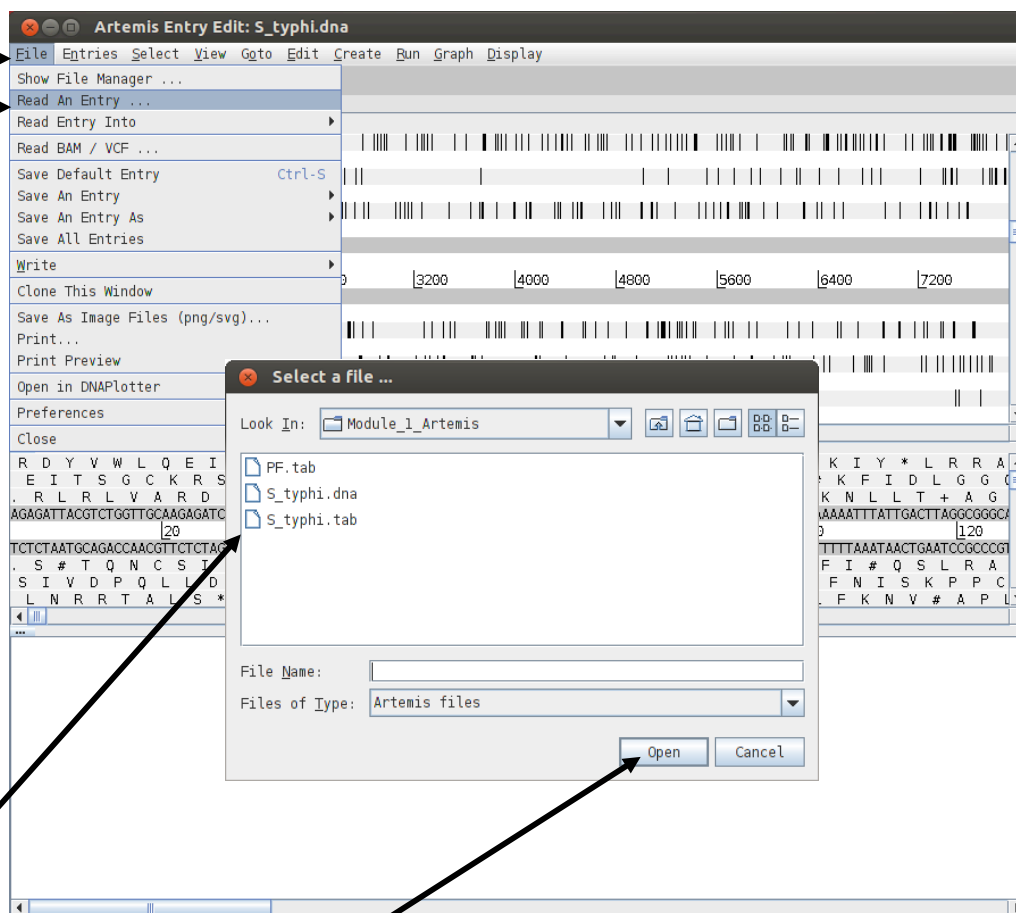 Artemis Entry Edit: S_typhi.dna
File Entries Select View Goto Edit Create Run Graph Display
Show File Manager ...
Read An Entry ...
Read Entry Into
Read BAM / VCF ...
Save Default Entry Ctrl-S
Save An Entry
Save An Entry As
Save All Entries
Write
Clone This Window
Save As Image Files (png/svg)...
Print...
Print Preview
Open in DNAPlotter
Preferences
Close
3200 4000 4800 5600 6400 7200
Select a file ...
Look In: Module_1_Artemis
PF.tab
S_typhi.dna
S_typhi.tab
File Name:
Files of Type: Artemis files
Open Cancel
R D Y V W L Q E I K I Y * L R R A
E I T S G C K R S K F I D L G G
. R L R L V A R D K N L L T + A G
AGAGATTACGTCTGGTTGCAAGAGATC AAAAATTTATTGACTTAGGCGGGCA
20 120
TCTCTAATGCAGACCAACGTTCTCTAG TTTTTAAATAACTGAATCCGCCCGT
. S # T Q N C S I F I # Q S L R A
S I V D P Q L L D F N I S K P P C
L N R R T A L S * F K N V # A P L